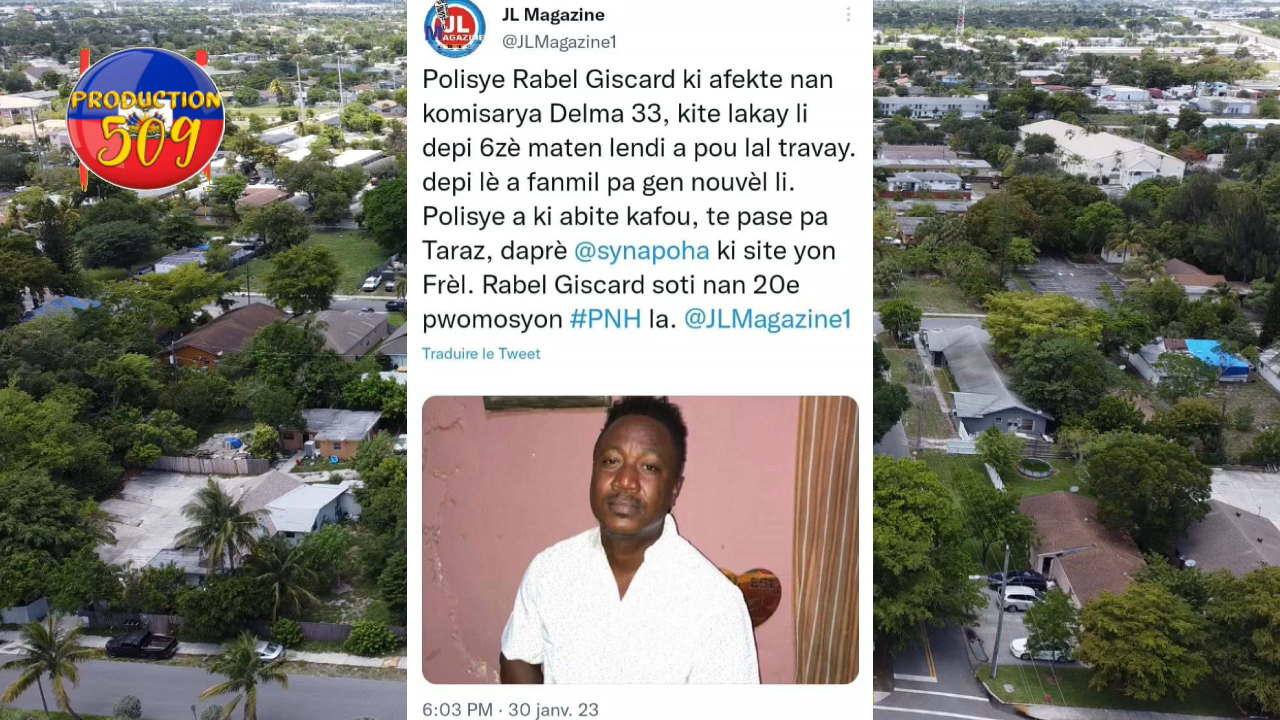 PRODUCTION
509
JL Magazine
@JLMagazine1
Polisye Rabel Giscard ki afekte nan
komisarya Delma 33, kite lakay li
depi 6zè maten lendi a pou lal travay.
depi lè a fanmil pa gen nouvèl li.
Polisye a ki abite kafou, te pase pa
Taraz, daprè @synapoha ki site yon
Frèl. Rabel Giscard soti nan 20e
pwomosyon #PNH la. @JLMagazine1
Traduire le Tweet
EST
6:03 PM · 30 janv. 23